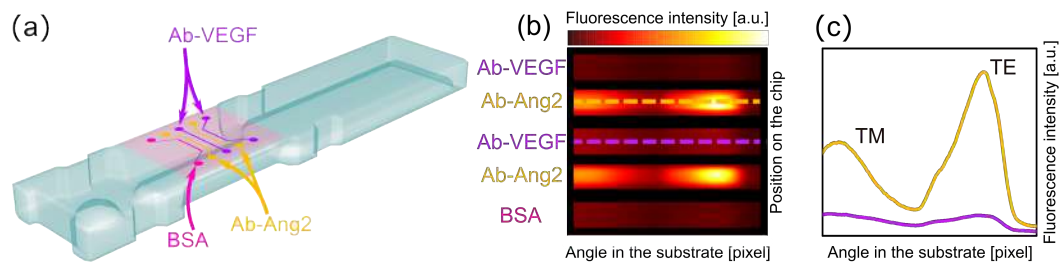 (a)
Ab-VEGF
Ab-Ang2
BSA
(b)
Fluorescence intensity [a.u.]
Ab-VEGF
Ab-Ang2
Ab-VEGF
Ab-Ang2
BSA
Position on the chip
Angle in the substrate [pixel]
(c)
TE
TM
Fluorescence intensity [a.u.]
Angle in the substrate [pixel]